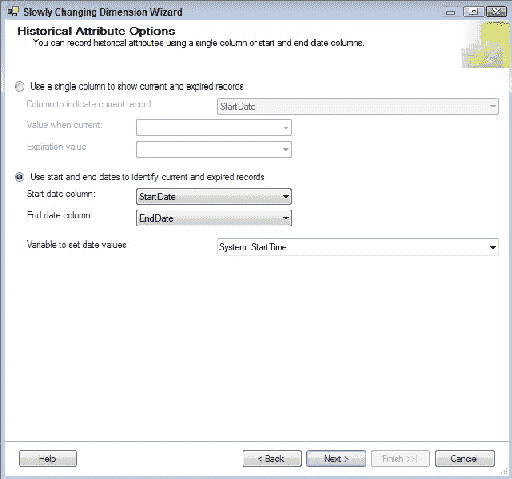 Slowly Changing Dimension Wizard
Historical Attribute Options
You can record historical attributes using a single column or start and end date columns.
Use a single column to show current and expired records
Column to indicate current record: StartDate
Value when current:
Expiration value:
Use start and end dates to identify current and expired records
Start date column: StartDate
End date column: EndDate
Variable to set date values: System::StartTime
Help < Back Next > Finish >>| Cancel